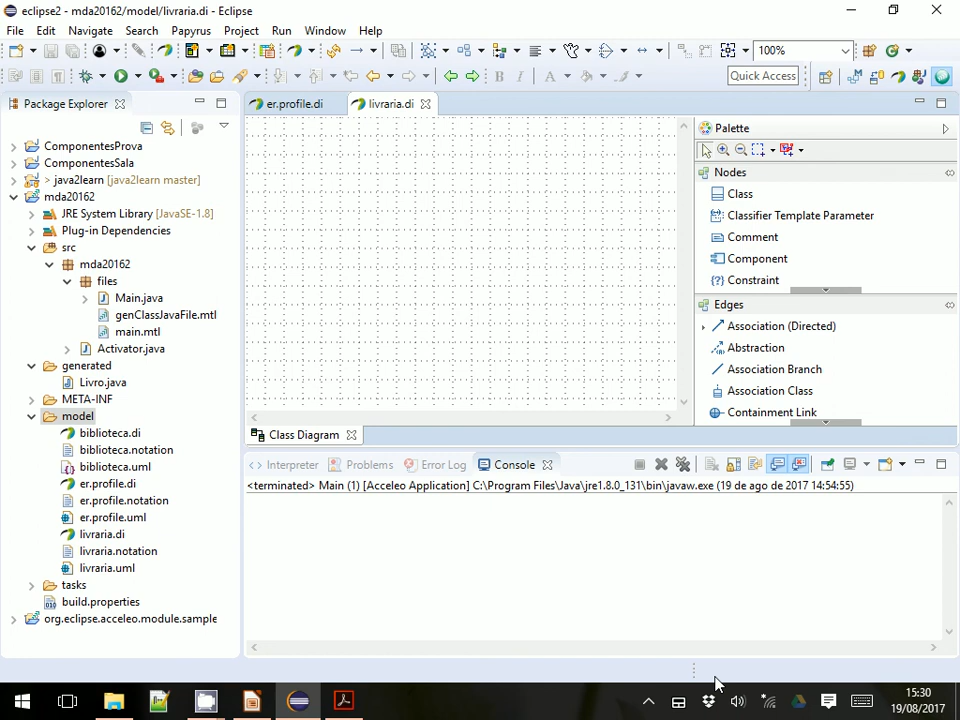 eclipse2 - mda20162/model/livraria.di - Eclipse
File Edit Navigate Search Papyrus Project Run Window Help
100%
B I A
Quick Access
Package Explorer
er.profile.di
livraria.di
ComponentesProva
ComponentesSala
> java2learn [java2learn master]
mda20162
JRE System Library [JavaSE-1.8]
Plug-in Dependencies
src
mda20162
files
Main.java
genClassJavaFile.mtl
main.mtl
Activator.java
generated
Livro.java
META-INF
model
biblioteca.di
biblioteca.notation
biblioteca.uml
er.profile.di
er.profile.notation
er.profile.uml
livraria.di
livraria.notation
livraria.uml
tasks
build.properties
org.eclipse.acceleo.module.sample
Palette
Nodes
Class
Classifier Template Parameter
Comment
Component
Constraint
Edges
Association (Directed)
Abstraction
Association Branch
Association Class
Containment Link
Class Diagram
Interpreter Problems Error Log Console
<terminated> Main (1) [Acceleo Application] C:\Program Files\Java\jre1.8.0_131\bin\javaw.exe (19 de ago de 2017 14:54:55)
15:30
19/08/2017